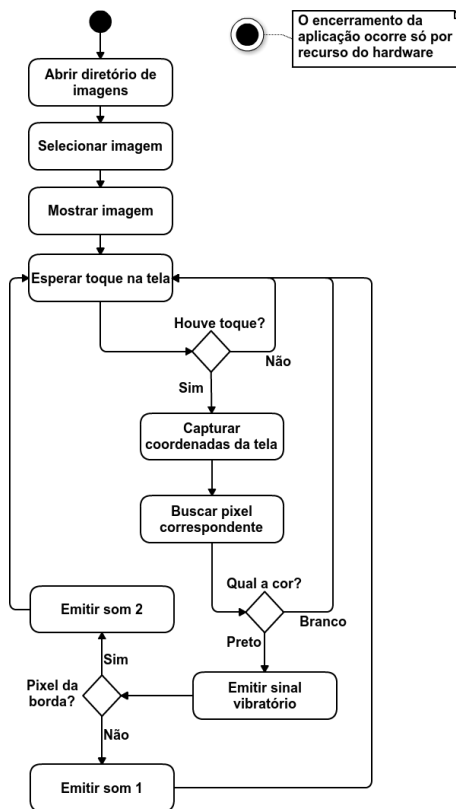 O encerramento da
aplicação ocorre só por
recurso do hardware
Abrir diretório de
imagens
Selecionar imagem
Mostrar imagem
Esperar toque na tela
Houve toque?
Não
Sim
Capturar
coordenadas da tela
Buscar pixel
correspondente
Qual a cor?
Branco
Preto
Emitir sinal
vibratório
Pixel da
borda?
Sim
Emitir som 2
Não
Emitir som 1